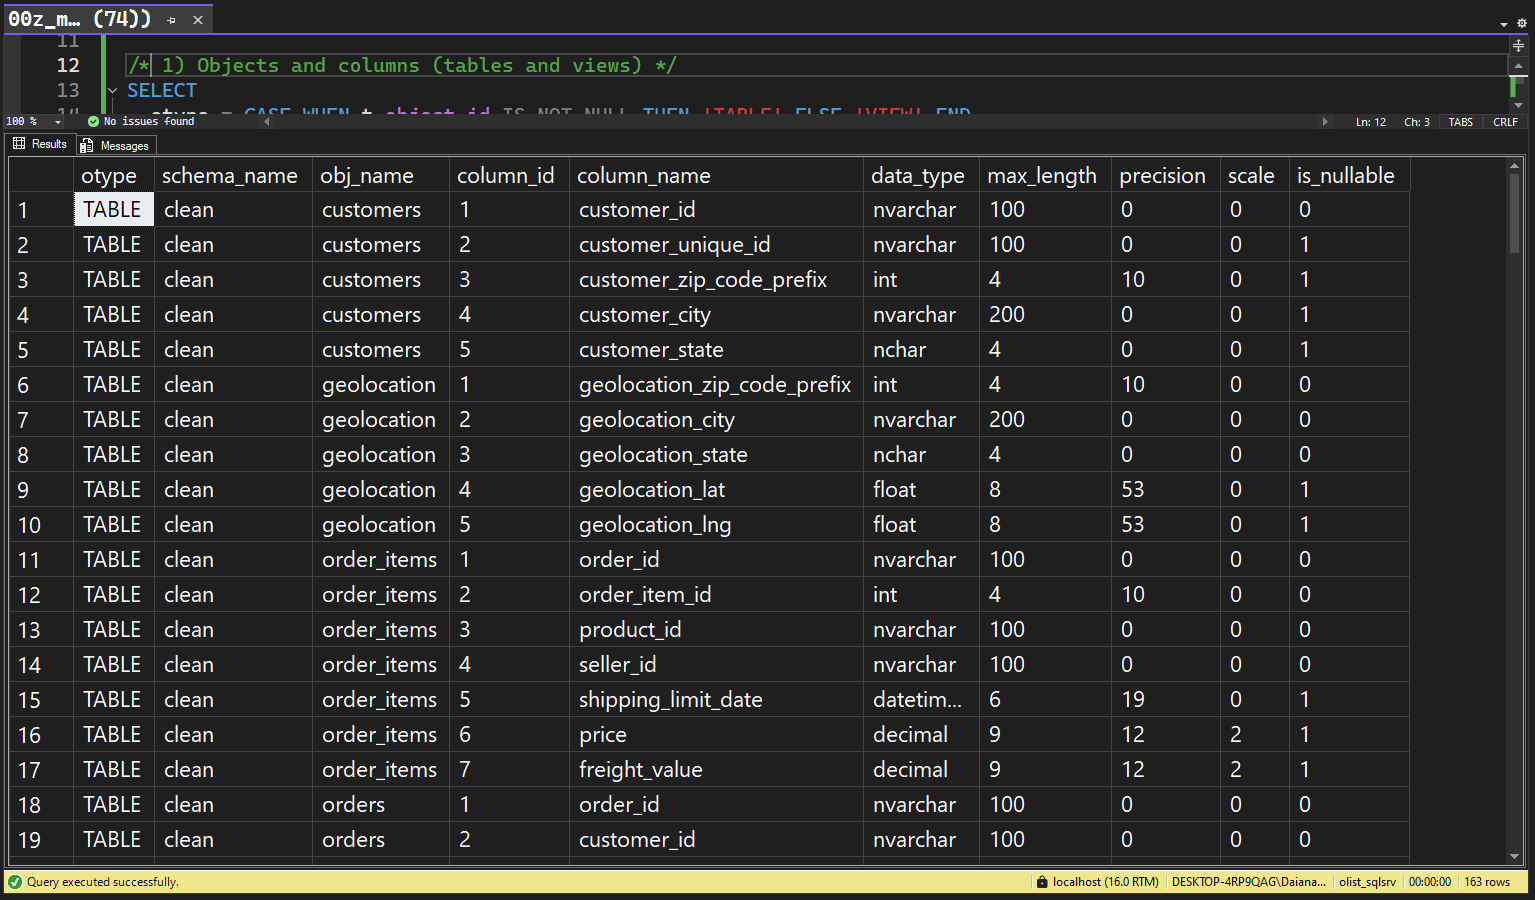 00z_m... (74))
11
12 /* 1) Objects and columns (tables and views) */
13 SELECT
14 otype = CASE WHEN t.object_id IS NOT NULL THEN 'TABLE' ELSE 'VIEW' END
100 % No issues found Ln: 12 Ch: 3 TABS CRLF
Results Messages
otype schema_name obj_name column_id column_name data_type max_length precision scale is_nullable
1 TABLE clean customers 1 customer_id nvarchar 100 0 0 0
2 TABLE clean customers 2 customer_unique_id nvarchar 100 0 0 1
3 TABLE clean customers 3 customer_zip_code_prefix int 4 10 0 1
4 TABLE clean customers 4 customer_city nvarchar 200 0 0 1
5 TABLE clean customers 5 customer_state nchar 4 0 0 1
6 TABLE clean geolocation 1 geolocation_zip_code_prefix int 4 10 0 0
7 TABLE clean geolocation 2 geolocation_city nvarchar 200 0 0 0
8 TABLE clean geolocation 3 geolocation_state nchar 4 0 0 0
9 TABLE clean geolocation 4 geolocation_lat float 8 53 0 1
10 TABLE clean geolocation 5 geolocation_lng float 8 53 0 1
11 TABLE clean order_items 1 order_id nvarchar 100 0 0 0
12 TABLE clean order_items 2 order_item_id int 4 10 0 0
13 TABLE clean order_items 3 product_id nvarchar 100 0 0 0
14 TABLE clean order_items 4 seller_id nvarchar 100 0 0 0
15 TABLE clean order_items 5 shipping_limit_date datetim... 6 19 0 1
16 TABLE clean order_items 6 price decimal 9 12 2 1
17 TABLE clean order_items 7 freight_value decimal 9 12 2 1
18 TABLE clean orders 1 order_id nvarchar 100 0 0 0
19 TABLE clean orders 2 customer_id nvarchar 100 0 0 0
Query executed successfully. localhost (16.0 RTM) DESKTOP-4RP9QAG\Daiana... olist_sqlsrv 00:00:00 163 rows